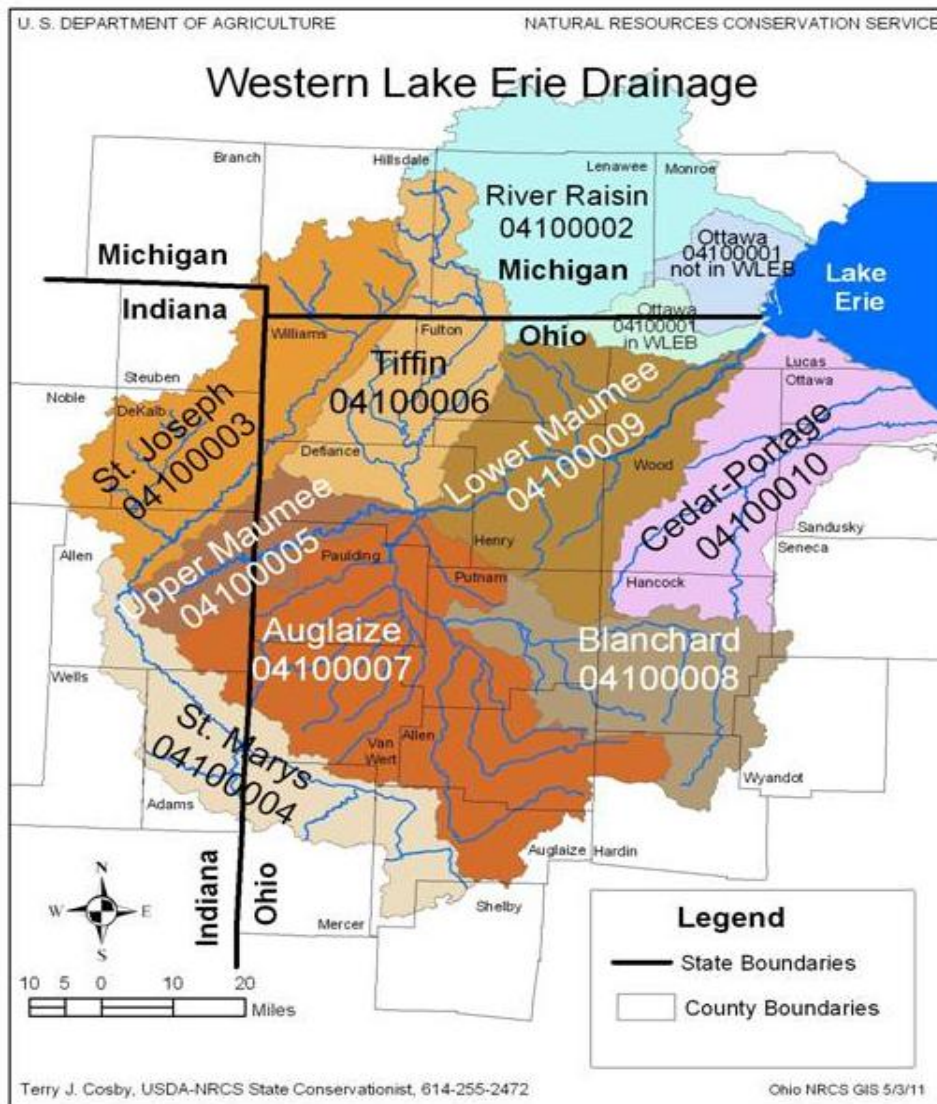 U. S. DEPARTMENT OF AGRICULTURE
NATURAL RESOURCES CONSERVATION SERVICE
Western Lake Erie Drainage
Branch
Hillsdale
Lenawee
Monroe
River Raisin
04100002
Ottawa
04100001
not in WLEB
Michigan
Michigan
Lake
Erie
Indiana
Ottawa
04100001
in WLEB
Williams
Fulton
Ohio
Lucas
Tiffin
04100006
Steuben
Ottawa
Noble
DeKalb
St. Joseph
04100003
Defiance
Lower Maumee
04100009
Wood
Cedar-Portage
04100010
Sandusky
Seneca
Allen
Upper Maumee
04100005
Paulding
Henry
Putnam
Hancock
Auglaize
04100007
Blanchard
04100008
Wells
St. Marys
04100004
Van
Wert
Allen
Wyandot
Adams
Auglaize
Hardin
N
W
E
S
Indiana
Ohio
Mercer
Shelby
Legend
State Boundaries
County Boundaries
10 5 0 10 20
Miles
Terry J. Cosby, USDA-NRCS State Conservationist, 614-255-2472
Ohio NRCS GIS 5/3/11